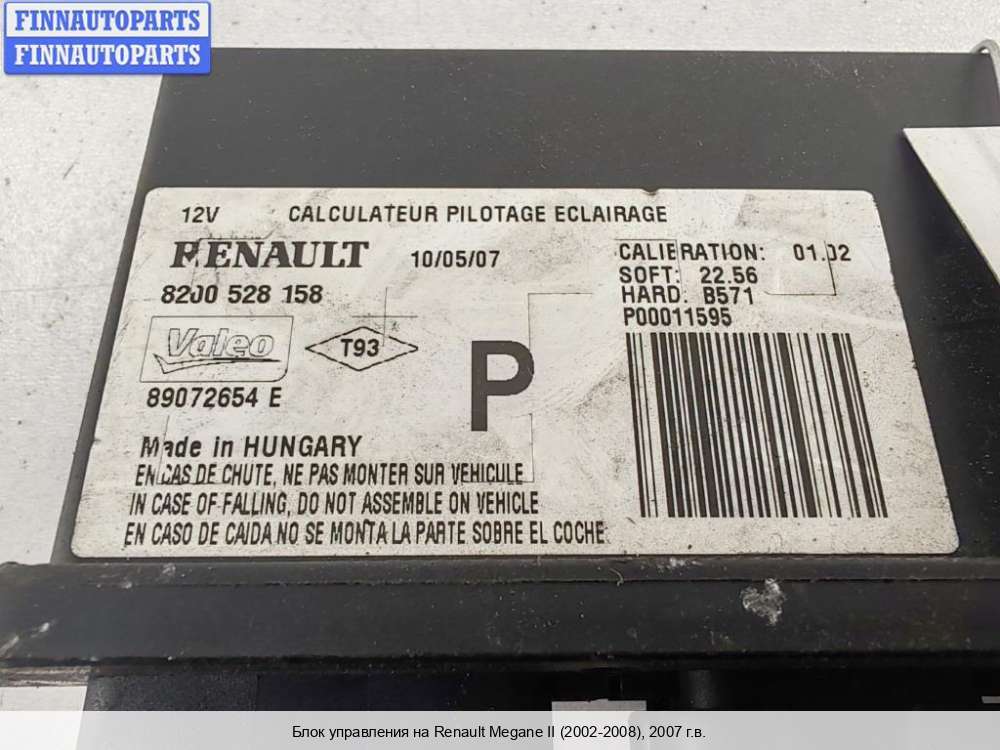 FINNAUTOPARTS
FINNAUTOPARTS
12V CALCULATEUR PILOTAGE ECLAIRAGE
RENAULT 10/05/07
8200 528 158
CALIBRATION: 01.02
SOFT: 22.56
HARD: B571
P00011595
Valeo
T93
P
89072654 E
Made in HUNGARY
EN CAS DE CHUTE, NE PAS MONTER SUR VEHICULE
IN CASE OF FALLING, DO NOT ASSEMBLE ON VEHICLE
EN CASO DE CAIDA NO SE MONTA LA PARTE SOBRE EL COCHE
Блок управления на Renault Megane II (2002-2008), 2007 г.в.